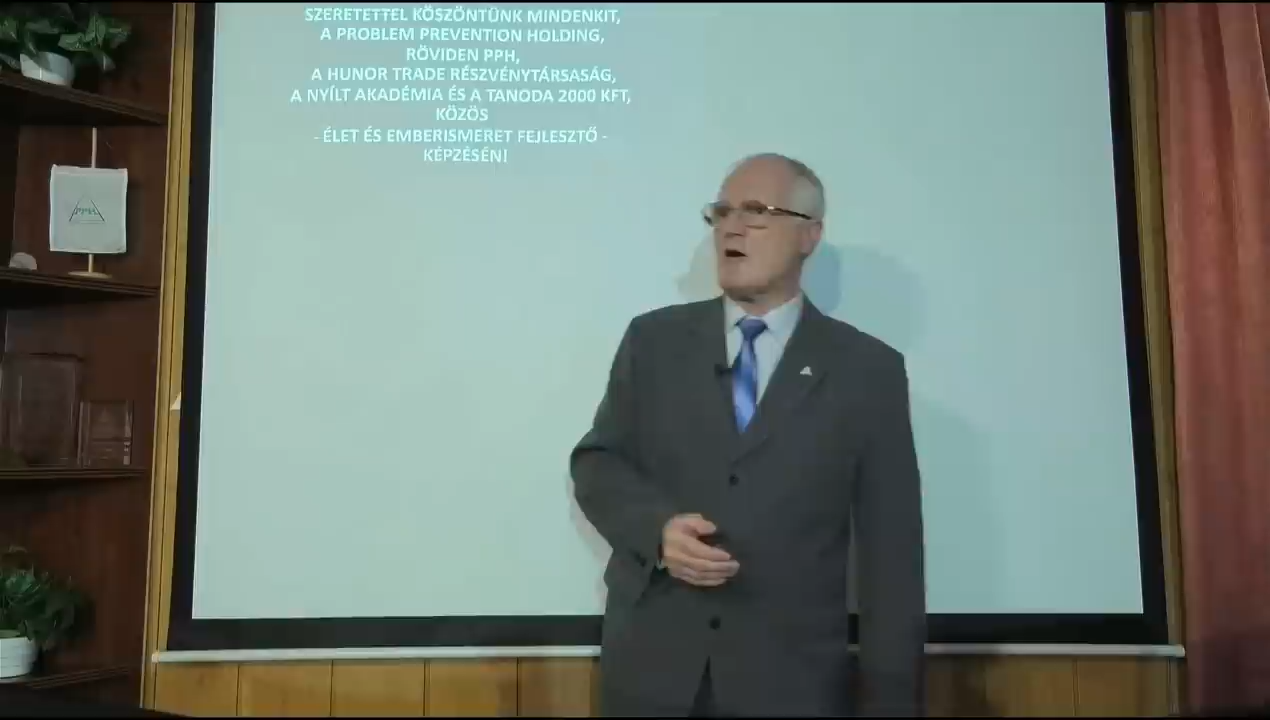 SZERETETTEL KÖSZÖNTÜNK MINDENKIT,
A PROBLEM PREVENTION HOLDING,
RÖVIDEN PPH,
A HUNOR TRADE RÉSZVÉNYTÁRSASÁG,
A NYÍLT AKADÉMIA ÉS A TANODA 2000 KFT,
KÖZÖS
- ÉLET ÉS EMBERISMERET FEJLESZTŐ -
KÉPZÉSÉN!
PPH